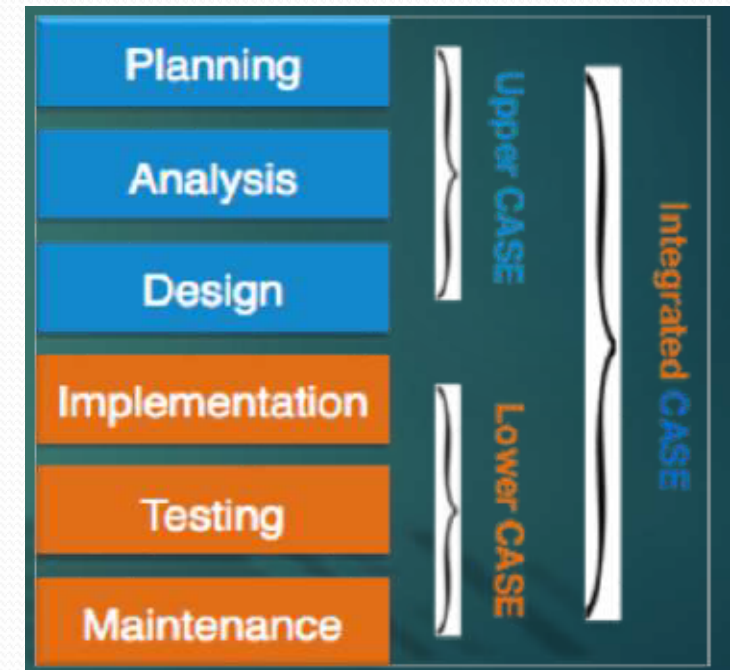 Planning
Analysis
Design
Implementation
Testing
Maintenance
Upper CASE
Lower CASE
Integrated CASE